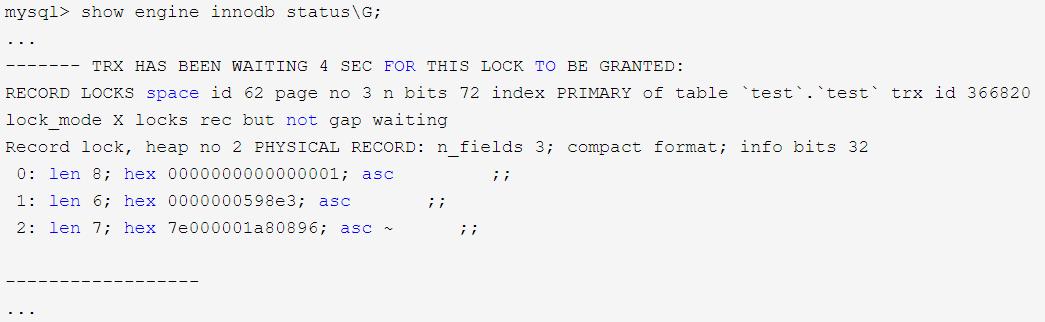 mysql> show engine innodb status\G;
...
------- TRX HAS BEEN WAITING 4 SEC FOR THIS LOCK TO BE GRANTED:
RECORD LOCKS space id 62 page no 3 n bits 72 index PRIMARY of table `test`.`test` trx id 366820
lock_mode X locks rec but not gap waiting
Record lock, heap no 2 PHYSICAL RECORD: n_fields 3; compact format; info bits 32
 0: len 8; hex 0000000000000001; asc         ;;
 1: len 6; hex 0000000598e3; asc       ;;
 2: len 7; hex 7e000001a80896; asc ~      ;;
------------------
...